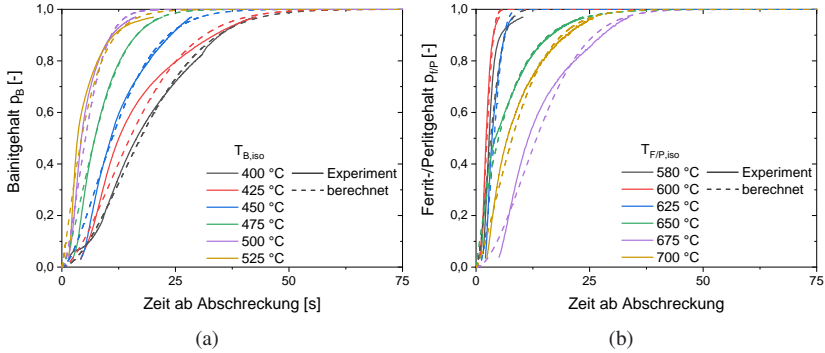 Bainitgehalt p_B [-]
1,0
0,8
0,6
0,4
0,2
0,0
T_B,iso
400 °C
425 °C
450 °C
475 °C
500 °C
525 °C
Experiment
berechnet
0 25 50 75
Zeit ab Abschreckung [s]
(a)
Ferrit-/Perlitgehalt p_f/P [-]
1,0
0,8
0,6
0,4
0,2
0,0
T_F/P,iso
580 °C
600 °C
625 °C
650 °C
675 °C
700 °C
Experiment
berechnet
0 25 50 75
Zeit ab Abschreckung
(b)